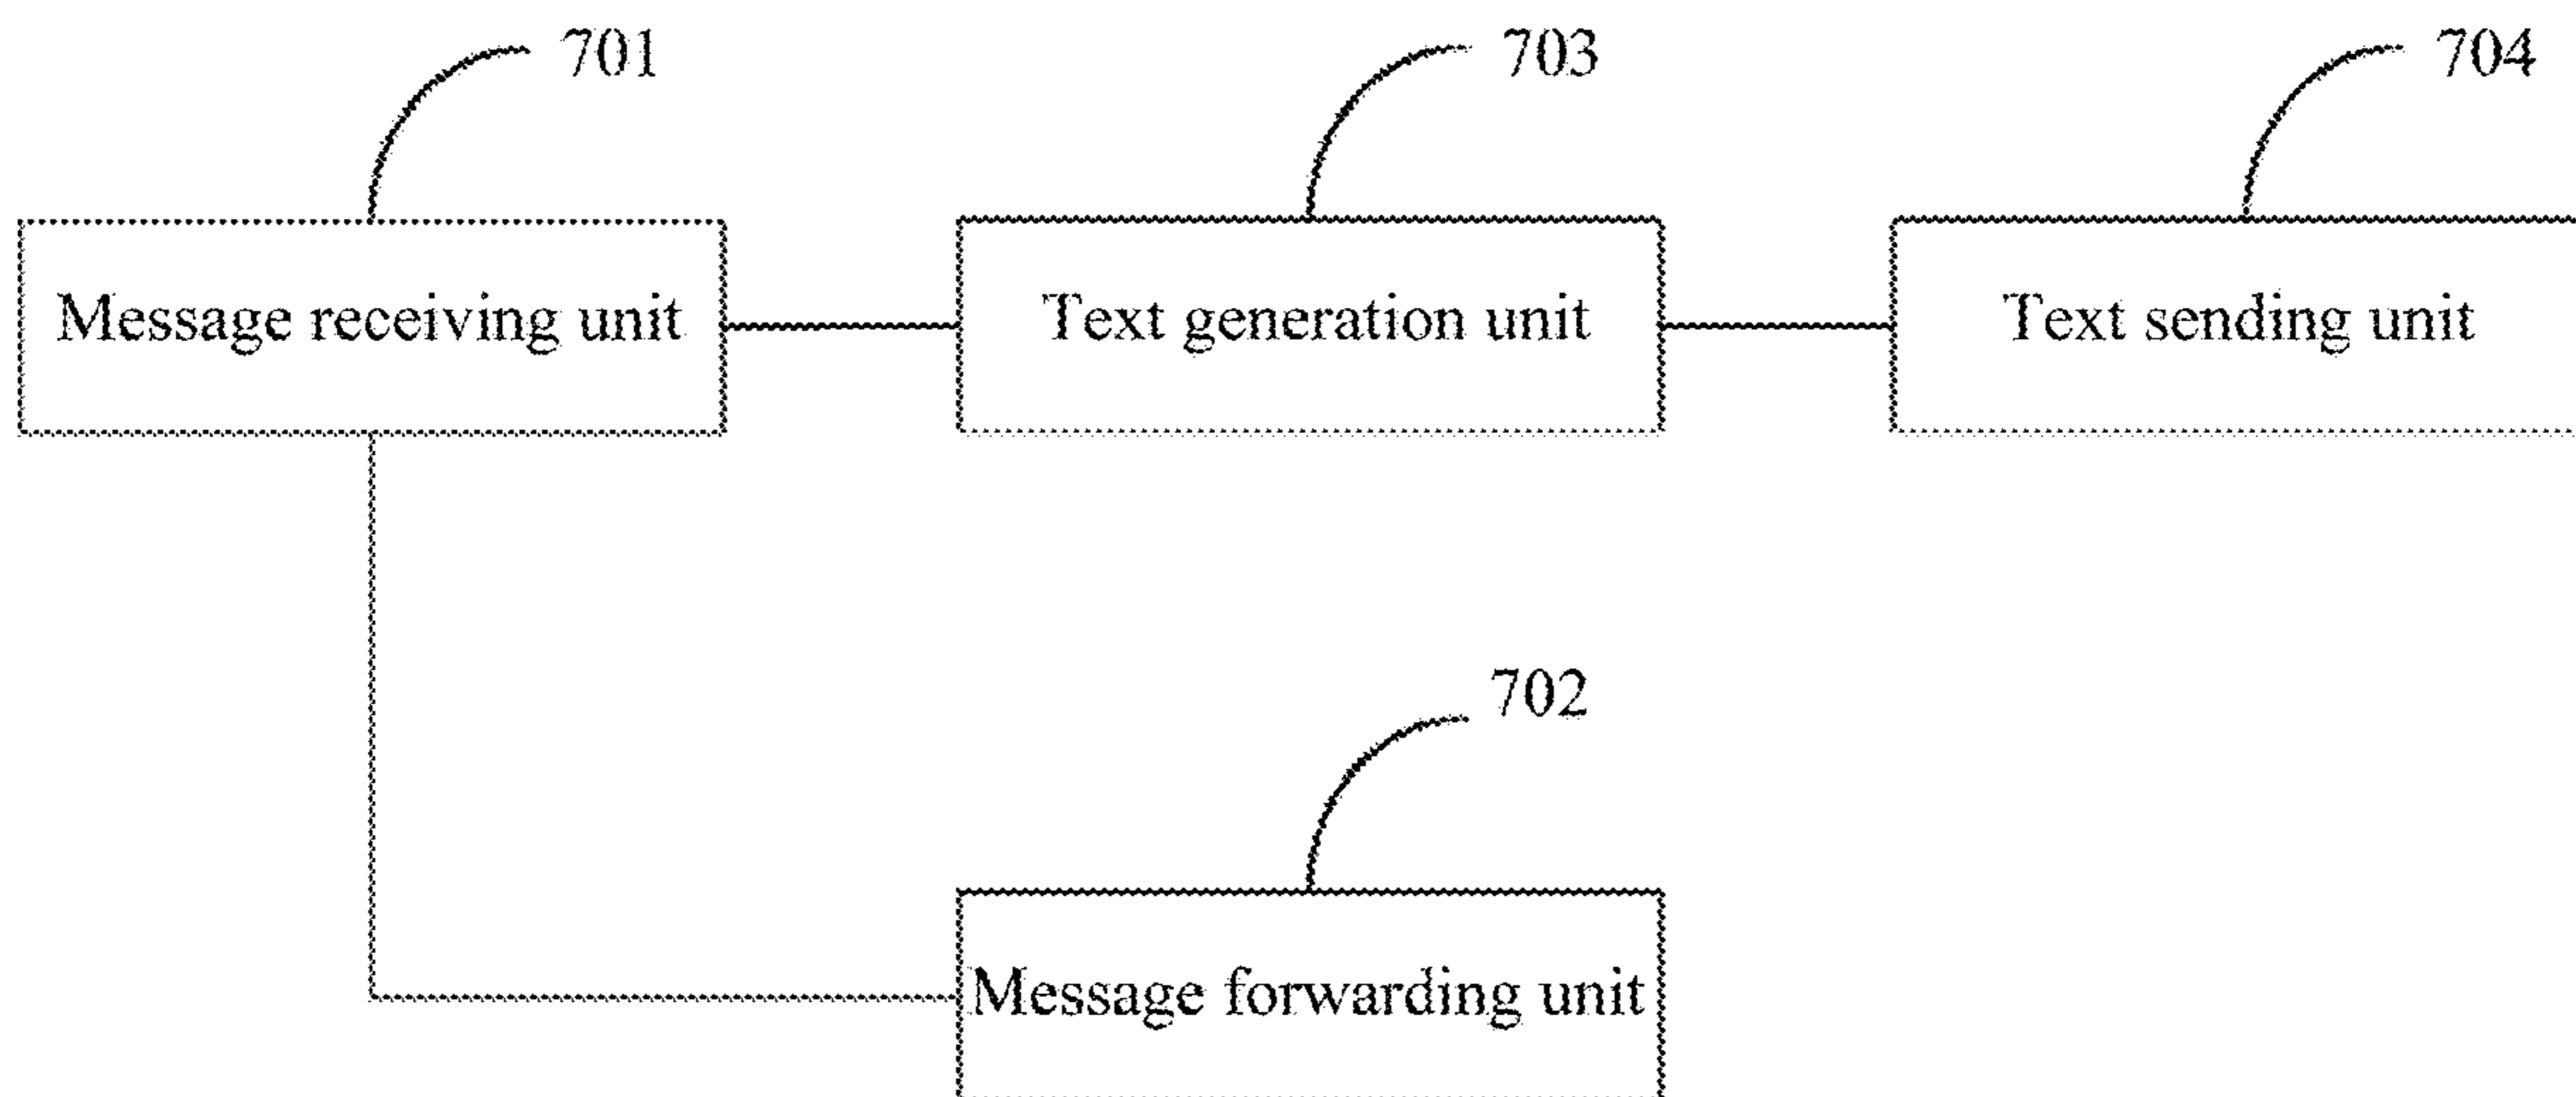 701
703
704
Message receiving unit
Text generation unit
Text sending unit
702
Message forwarding unit